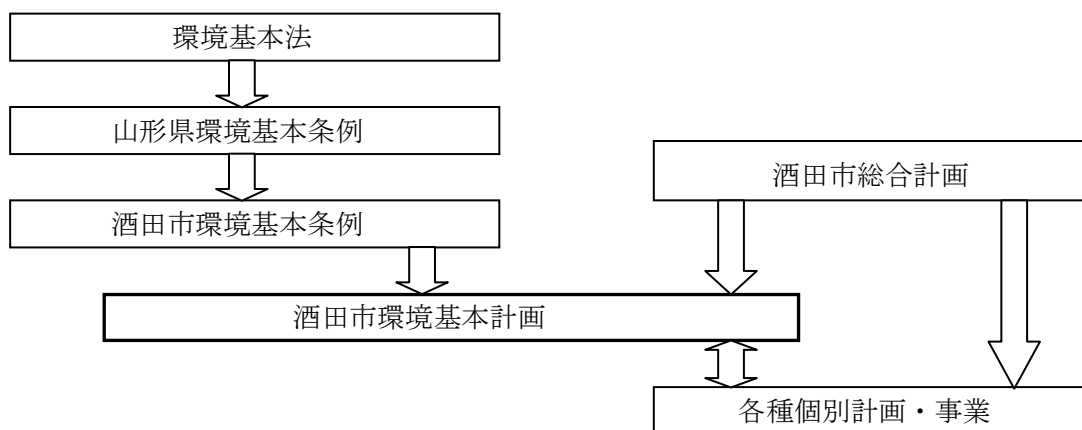 環境基本法
山形県環境基本条例
酒田市総合計画
酒田市環境基本条例
酒田市環境基本計画
各種個別計画・事業